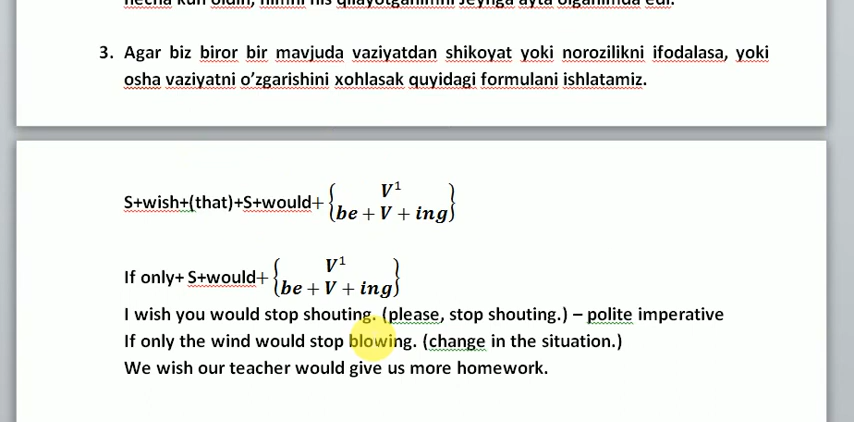 3. Agar biz biror bir mavjuda vaziyatdan shikoyat yoki norozilikni ifodalasa, yoki
osha vaziyatni o'zgarishini xohlasak quyidagi formulani ishlatamiz.
S+wish+(that)+S+would+ { V¹
be + V + ing }
If only+ S+would+ { V¹
be + V + ing }
I wish you would stop shouting. (please, stop shouting.) – polite imperative
If only the wind would stop blowing. (change in the situation.)
We wish our teacher would give us more homework.